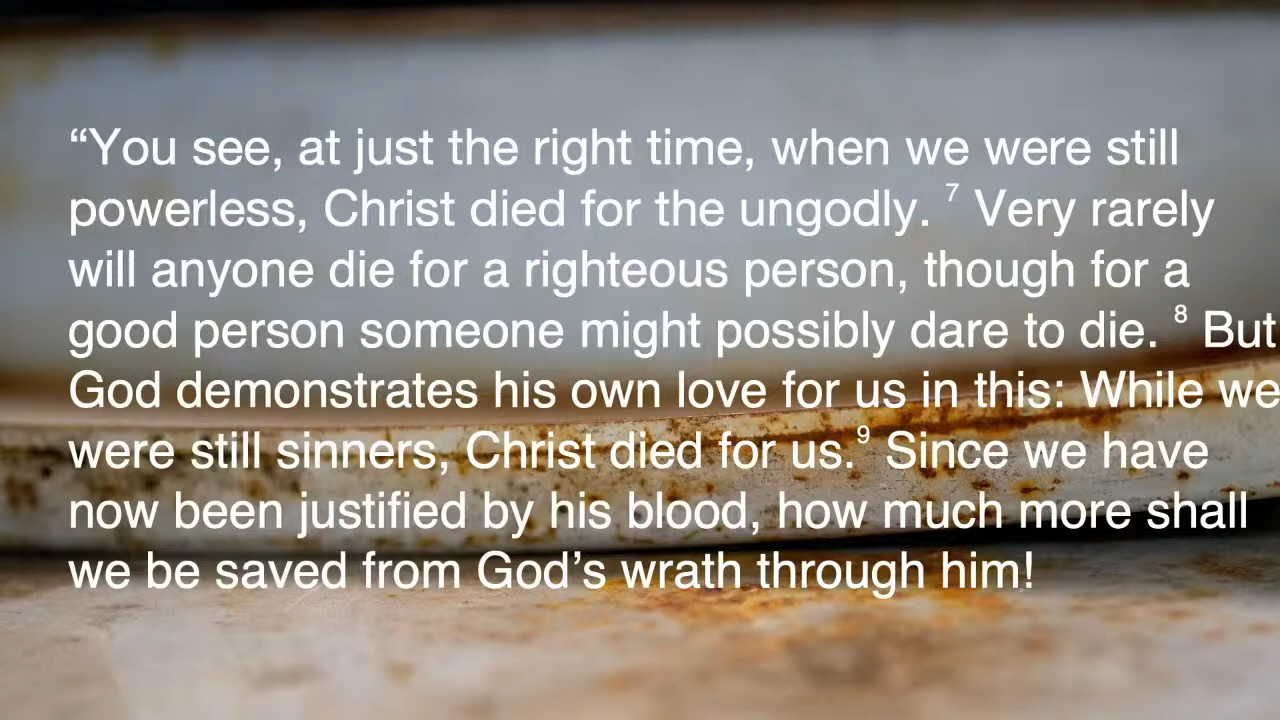 “You see, at just the right time, when we were still
powerless, Christ died for the ungodly. ⁷ Very rarely
will anyone die for a righteous person, though for a
good person someone might possibly dare to die. ⁸ But
God demonstrates his own love for us in this: While we
were still sinners, Christ died for us.⁹ Since we have
now been justified by his blood, how much more shall
we be saved from God’s wrath through him!